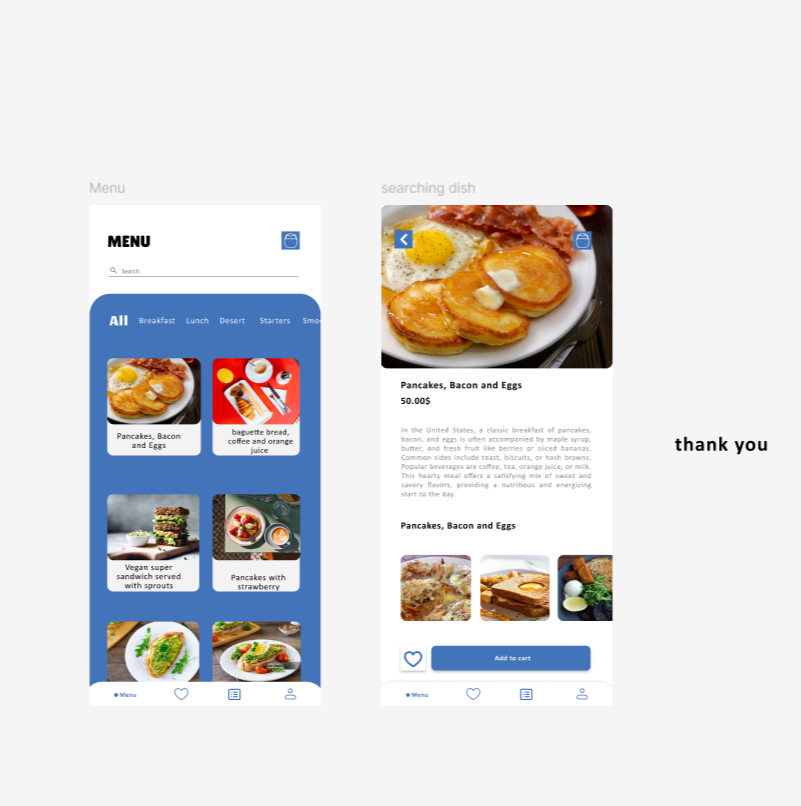 Menu
MENU
Search
All Breakfast Lunch Desert Starters Smo
Pancakes, Bacon
and Eggs
baguette bread,
coffee and orange
juice
Vegan super
sandwich served
with sprouts
Pancakes with
strawberry
Menu
searching dish
Pancakes, Bacon and Eggs
50.00$
In the United States, a classic breakfast of pancakes,
bacon, and eggs is often accompanied by maple syrup,
butter, and fresh fruit like berries or sliced bananas.
Common sides include toast, biscuits, or hash browns.
Popular beverages are coffee, tea, orange juice, or milk.
This hearty meal offers a satisfying mix of sweet and
savory flavors, providing a nutritious and energizing
start to the day.
Pancakes, Bacon and Eggs
Add to cart
Menu
thank you